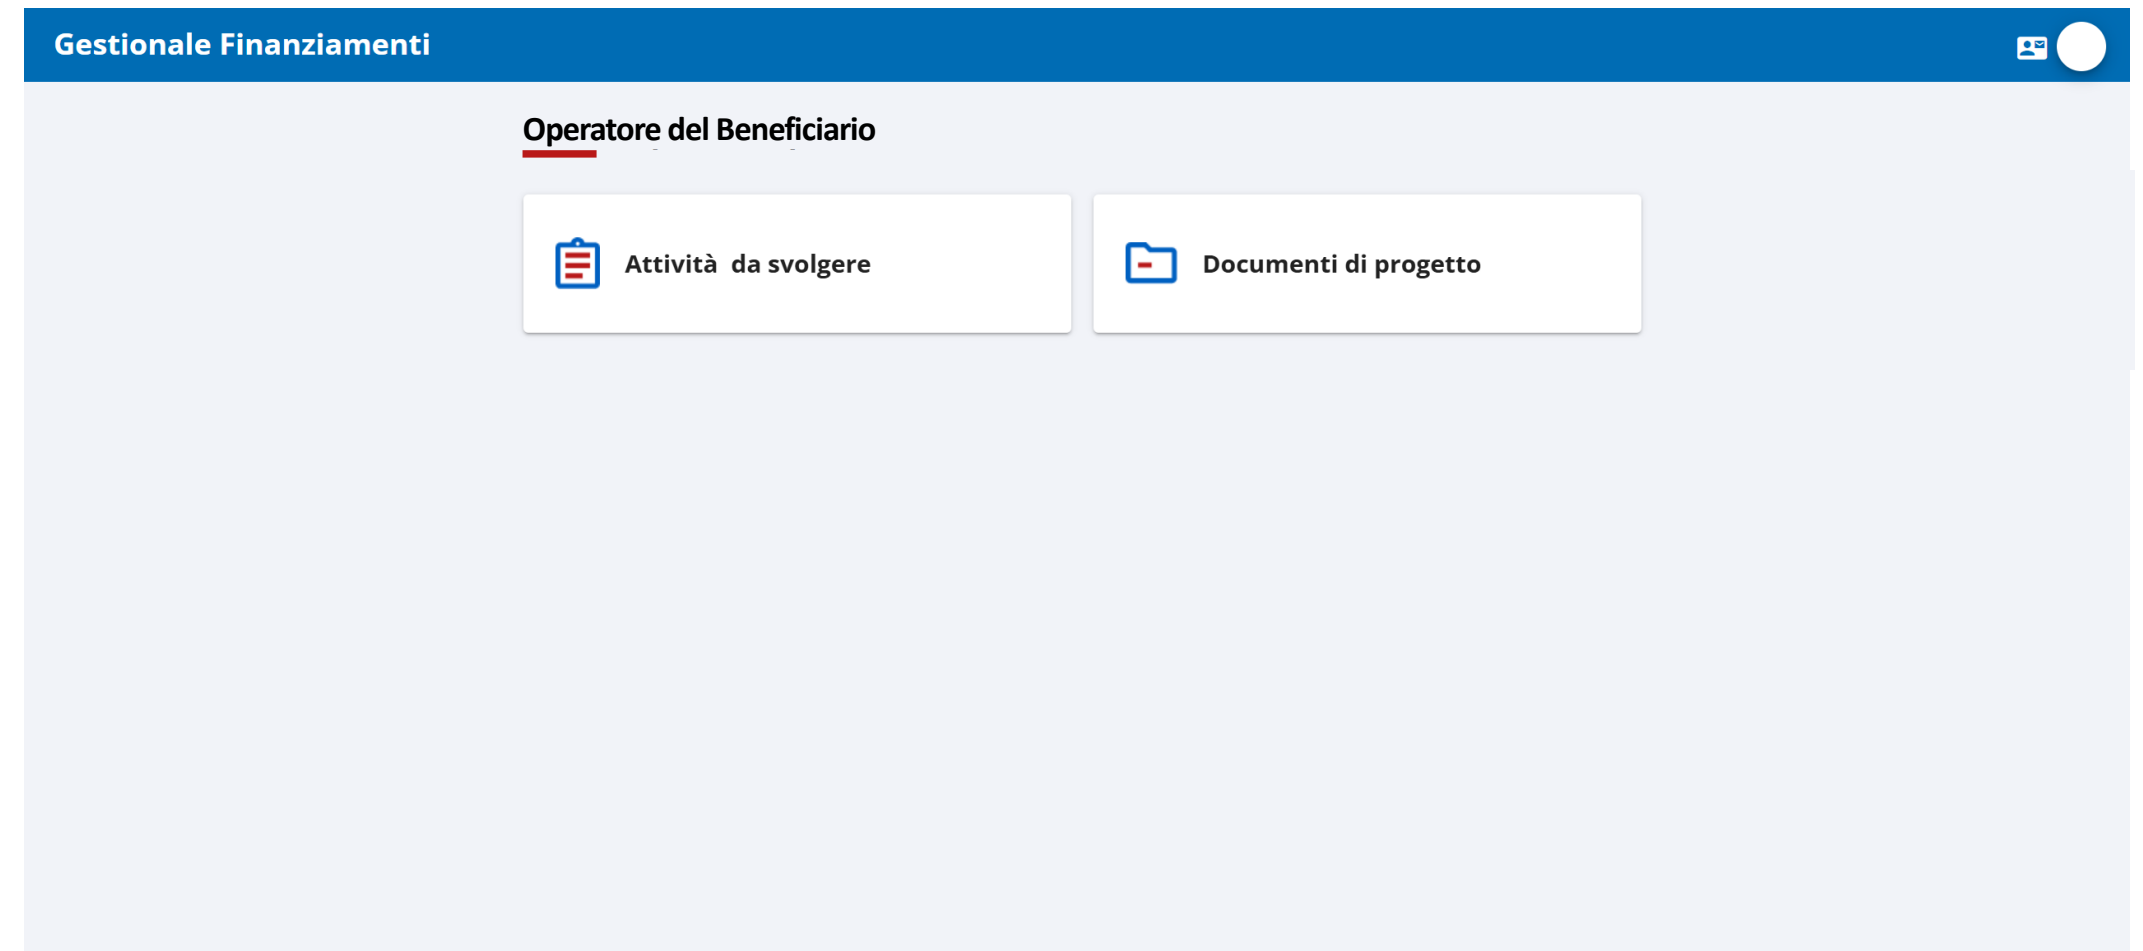 Gestionale Finanziamenti
Operatore del Beneficiario
Attività da svolgere
Documenti di progetto